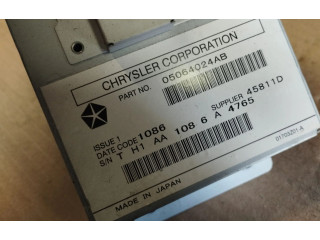 CHRYSLER CORPORATION
PART NO. 05064024AB
ISSUE 1
DATE CODE 1086 SUPPLIER 45811D
S/N T H1 AA 108 6 A 4765
MADE IN JAPAN